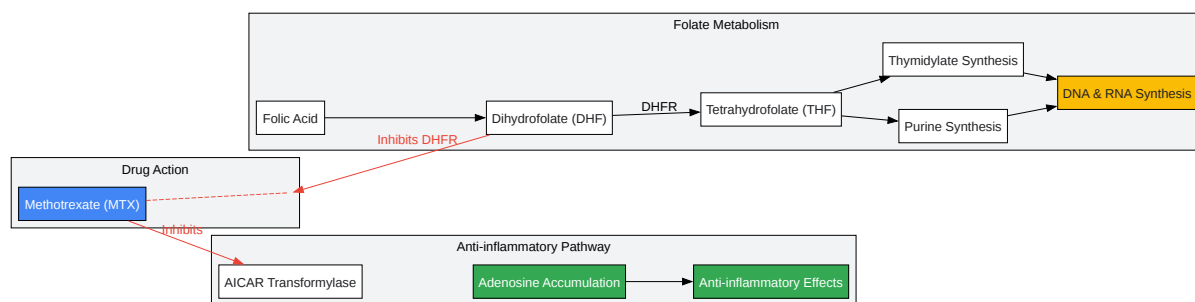 Folate Metabolism
Thymidylate Synthesis
DNA & RNA Synthesis
Folic Acid
Dihydrofolate (DHF)
DHFR
Tetrahydrofolate (THF)
Purine Synthesis
Inhibits DHFR
Drug Action
Methotrexate (MTX)
Inhibits
Anti-inflammatory Pathway
AICAR Transformylase
Adenosine Accumulation
Anti-inflammatory Effects